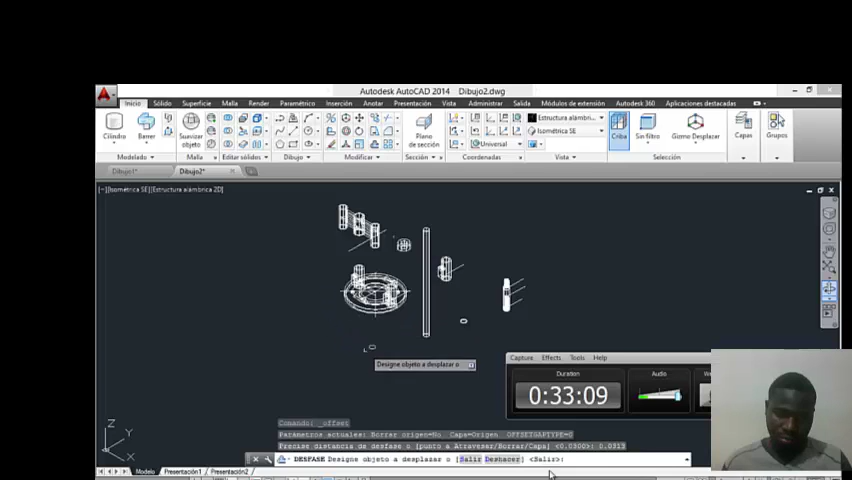 Autodesk AutoCAD 2014 Dibujo2.dwg
Inicio Sólido Superficie Malla Render Paramétrico Inserción Anotar Presentación Vista Administrar Salida Módulos de extensión Autodesk 360 Aplicaciones destacadas
Estructura alámbri...
Isométrica SE
Universal
Cilindro Barrer Suavizar objeto Plano de sección Criba Sin filtro Gizmo Desplazar Capas Grupos
Modelado Malla Editar sólidos Dibujo Modificar Sección Coordenadas Vista Selección
Dibujo1* Dibujo2*
[−][Isométrica SE][Estructura alámbrica 2D]
Designe objeto a desplazar o
Captura Effects Tools Help
Duration Audio
0:33:09
Comando: _offset
Parámetros actuales: Borrar origen=No Capa=Origen OFFSETGAPTYPE=0
Precise distancia de desfase o [punto a Atravesar/Borrar/Capa] <0.0300>: 0.0315
DESFASE Designe objeto a desplazar o [Salir Deshacer] <Salir>:
Z
Y
X
Modelo Presentación1 Presentación2